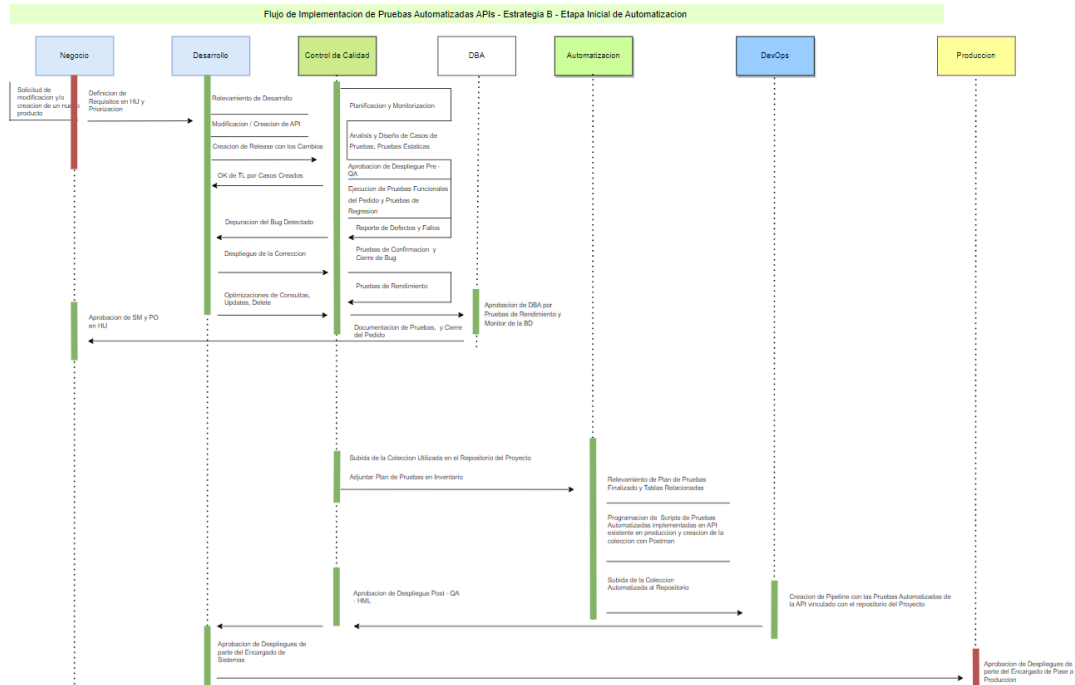 Flujo de Implementacion de Pruebas Automatizadas APIs - Estrategia B - Etapa Inicial de Automatizacion
Negocio
Desarrollo
Control de Calidad
DBA
Automatizacion
DevOps
Produccion
Solicitud de
modificacion y/o
creacion de un nuevo
producto
Definicion de
Requisitos en HU y
Priorizacion
Relevamiento de Desarrollo
Modificacion / Creacion de API
Creacion de Release con los Cambios
OK de TL por Casos Creados
Depuracion del Bug Detectado
Despliegue de la Correccion
Optimizaciones de Consultas,
Updates, Delete
Planificacion y Monitorizacion
Analisis y Diseño de Casos de
Pruebas, Pruebas Estaticas
Aprobacion de Despliegue Pre -
QA
Ejecucion de Pruebas Funcionales
del Pedido y Pruebas de
Regresion
Reporte de Defectos y Fallos
Pruebas de Confirmacion y
Cierre de Bug
Pruebas de Rendimiento
Documentacion de Pruebas, y Cierre
del Pedido
Aprobacion de DBA por
Pruebas de Rendimiento y
Monitor de la BD
Aprobacion de SM y PO
en HU
Subida de la Coleccion Utilizada en el Repositorio del Proyecto
Adjuntar Plan de Pruebas en Inventario
Relevamiento de Plan de Pruebas
Finalizado y Tablas Relacionadas
Programacion de Scripts de Pruebas
Automatizadas implementadas en API
existente en produccion y creacion de la
coleccion con Postman
Subida de la Coleccion
Automatizada al Repositorio
Creacion de Pipeline con las Pruebas Automatizadas de
la API vinculado con el repositorio del Proyecto
Aprobacion de Despliegue Post - QA
- HML
Aprobacion de Despliegues de
parte del Encargado de
Sistemas
Aprobacion de Despliegues de
parte del Encargado de Pase a
Produccion